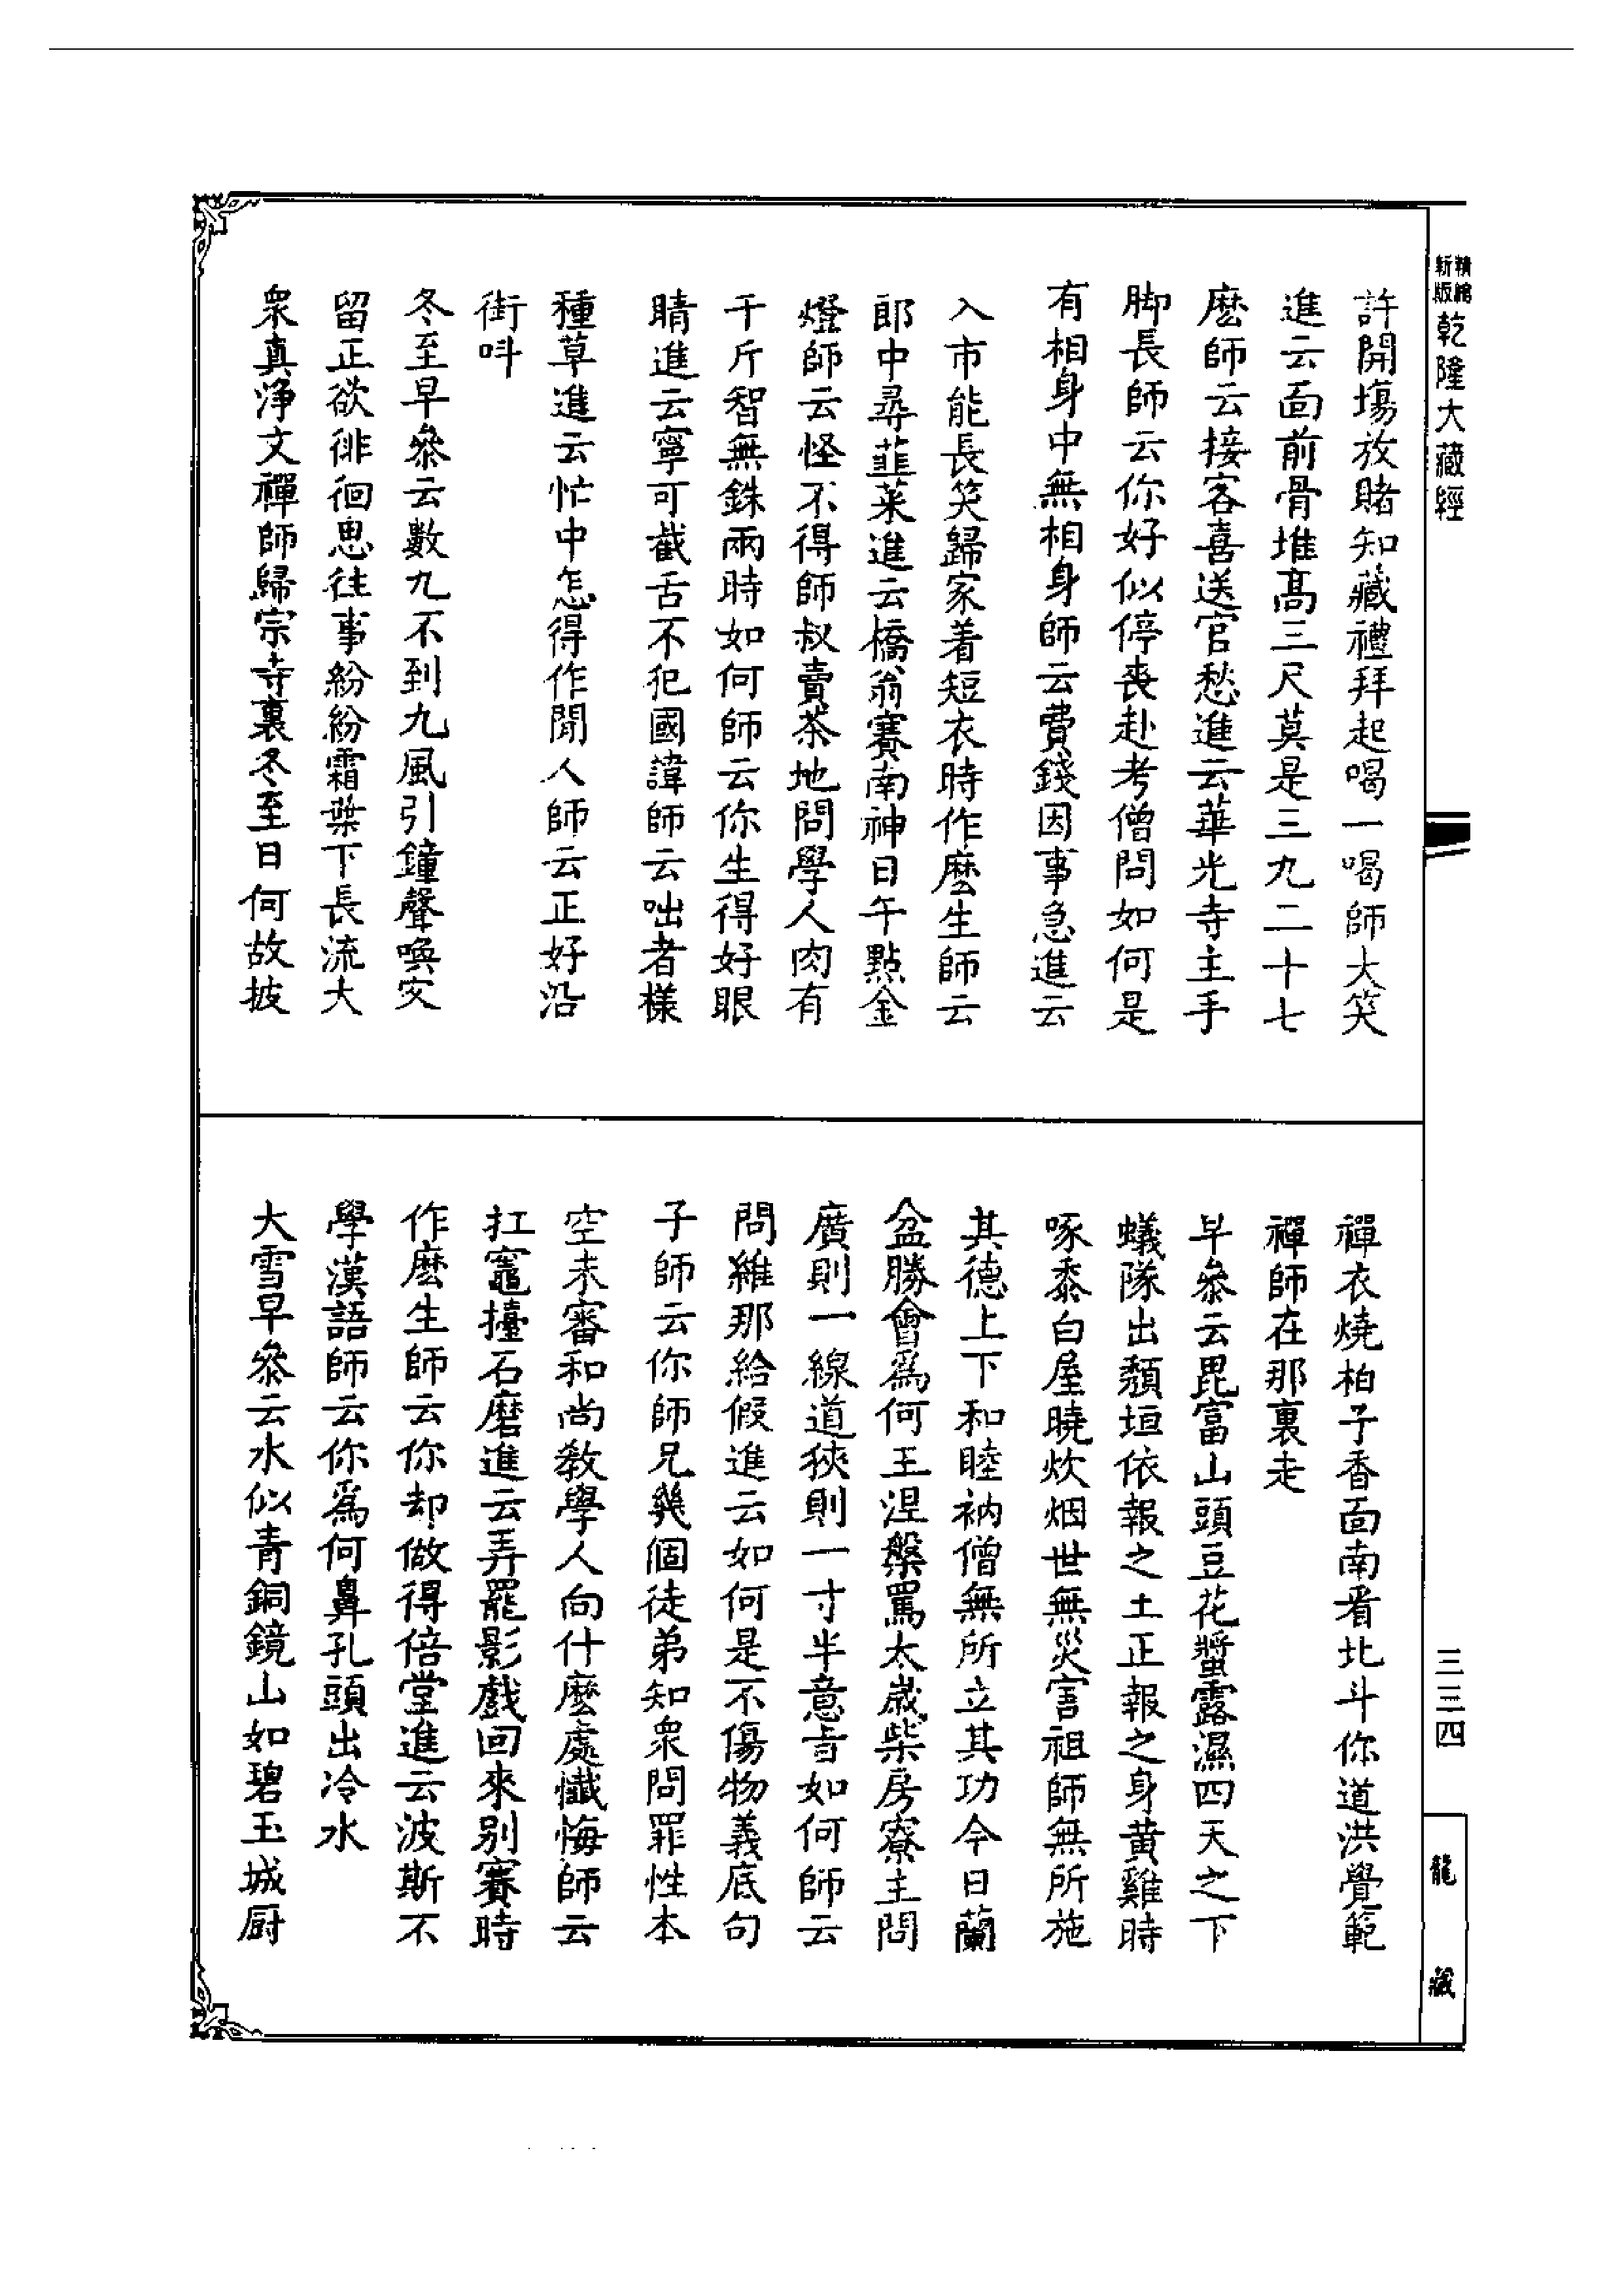 精縮新版乾隆大藏經
許開場放賭知藏禮拜起喝一喝師大笑
進云面前骨堆高三尺莫是三九二十七
麽師云接客喜送官愁進云華光寺主手
脚長師云你好似停喪赴考僧問如何是
有相身中無相身師云費錢因事急進云
入市能長笑歸家着短衣時作麽生師云
郎中尋韮菜進云橋翁賽南神日午點金
燈師云怪不得師叔賣茶地問學人肉有
千斤智無銖兩時如何師云你生得好眼
睛進云寧可截舌不犯國諱師云咄者樣
種草進云忙中怎得作閒人師云正好沿
街呌
冬至早叅云數九不到九風引鐘聲喚安
留正欲徘徊思往事紛紛霜葉下長流大
衆真淨文禪師歸宗寺裏冬至日何故披
禪衣燒柏子香面南看北斗你道洪覺範
禪師在那裏走
早叅云毘富山頭豆花蜑露濕四天之下
蟻隊出頹垣依報之土正報之身黄雞時
啄黍白屋曉炊烟世無災害祖師無所施
其德上下和睦衲僧無所立其功今日蘭
盆勝會爲何王涅槃罵太歲柴房寮主問
廣則一線道狹則一寸半意旨如何師云
問維那給假進云如何是不傷物義底句
子師云你師兄幾個徒弟知衆問罪性本
空未審和尚教學人向什麽處懺悔師云
扛竈擡石磨進云弄罷影戲回來别賽時
作麽生師云你却做得倍堂進云波斯不
學漢語師云你爲何鼻孔頭出冷水
大雪早叅云水似青銅鏡山如碧玉城厨
三三四
龍藏